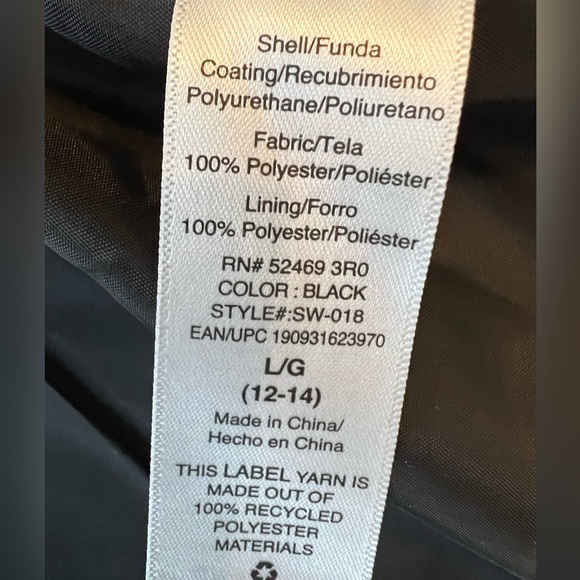 Shell/Funda
Coating/Recubrimiento
Polyurethane/Poliuretano
Fabric/Tela
100% Polyester/Poliéster
Lining/Forro
100% Polyester/Poliéster
RN# 52469 3R0
COLOR : BLACK
STYLE#:SW-018
EAN/UPC 190931623970
L/G
(12-14)
Made in China/
Hecho en China
THIS LABEL YARN IS
MADE OUT OF
100% RECYCLED
POLYESTER
MATERIALS